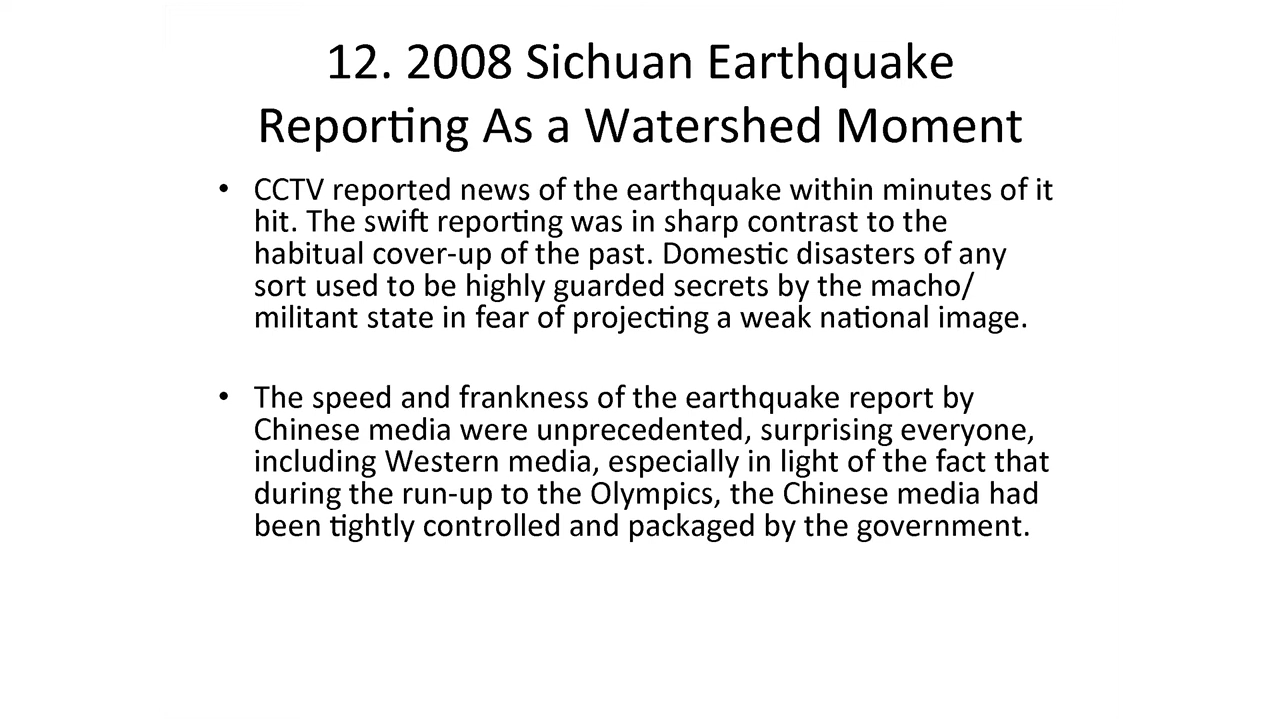 12. 2008 Sichuan Earthquake
Reporting As a Watershed Moment
• CCTV reported news of the earthquake within minutes of it
hit. The swift reporting was in sharp contrast to the
habitual cover-up of the past. Domestic disasters of any
sort used to be highly guarded secrets by the macho/
militant state in fear of projecting a weak national image.
• The speed and frankness of the earthquake report by
Chinese media were unprecedented, surprising everyone,
including Western media, especially in light of the fact that
during the run-up to the Olympics, the Chinese media had
been tightly controlled and packaged by the government.